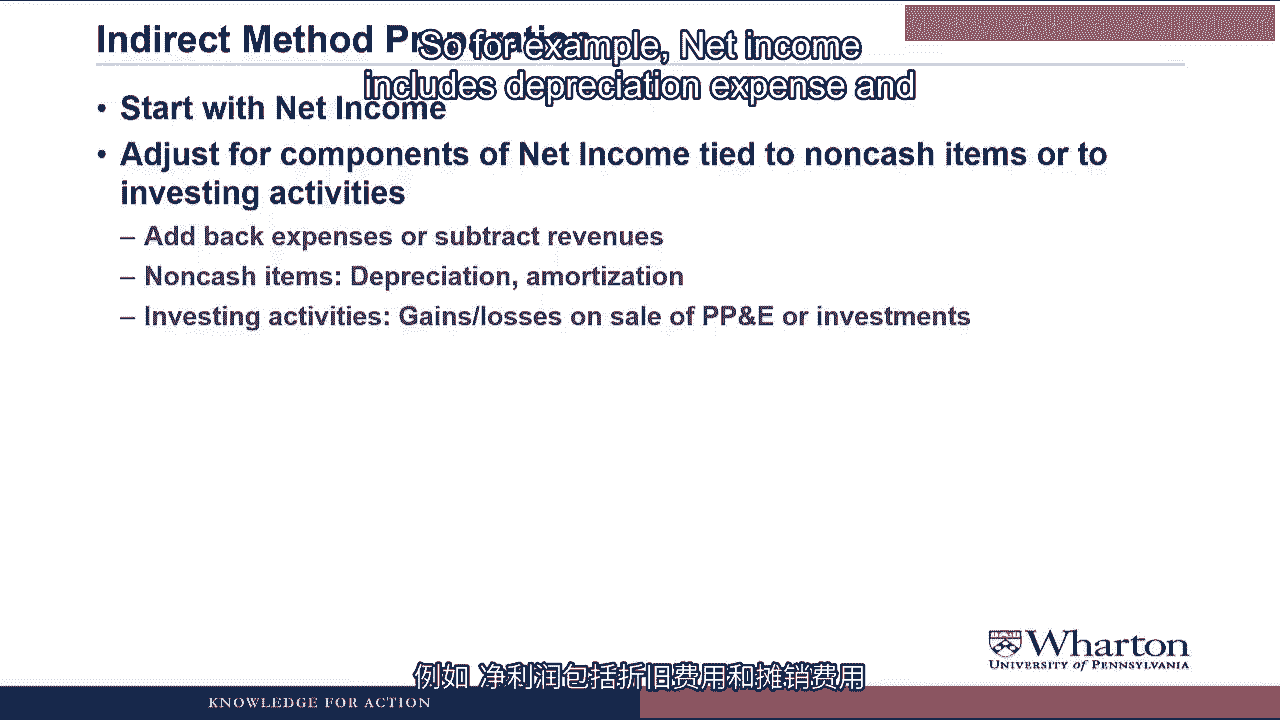 Indirect Method Preparation
So for example, Net income
includes depreciation expense and
• Start with Net Income
• Adjust for components of Net Income tied to noncash items or to
investing activities
– Add back expenses or subtract revenues
– Noncash items: Depreciation, amortization
– Investing activities: Gains/losses on sale of PP&E or investments
Wharton
UNIVERSITY of PENNSYLVANIA
例如 净利润包括折旧费用和摊销费用
KNOWLEDGE FOR ACTION